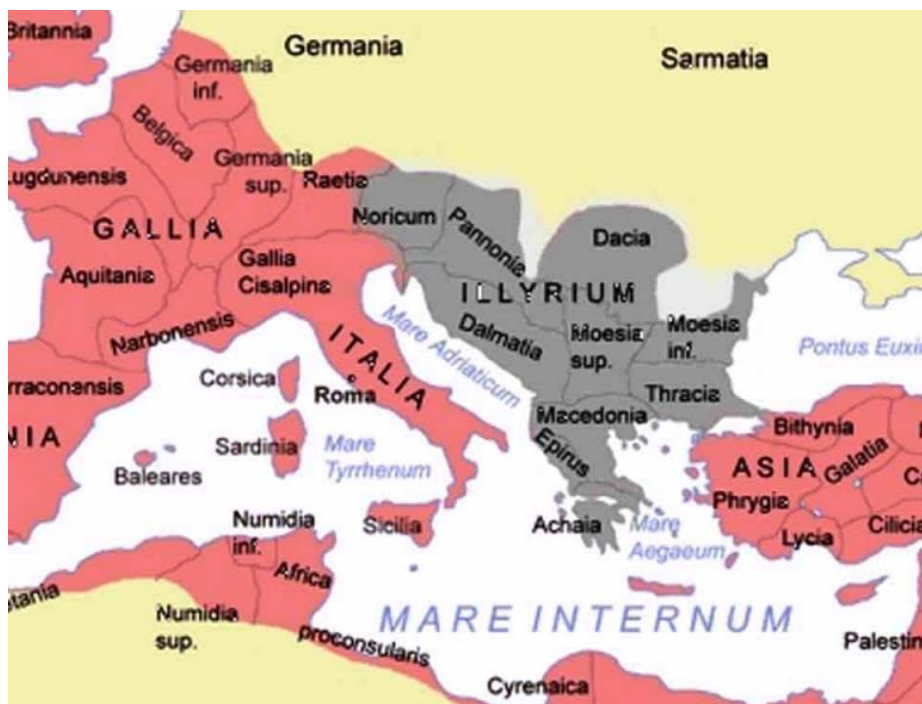 Britannia
Germania
Sarmatia
Germania
inf.
Belgica
Germania
sup.
Lugdunensis
Raetia
Noricum
Pannonia
Dacia
GALLIA
Gallia
Cisalpina
Aquitania
ILLYRIUM
Narbonensis
ITALIA
Mare Adriaticum
Dalmatia
Moesia
sup.
Moesia
inf.
Pontus Euxin
rraconensis
Corsica
Roma
Thracia
Macedonia
Bithynia
NIA
Sardinia
Mare
Tyrrhenum
Epirus
ASIA
Galatia
Baleares
Phrygia
Numidia
inf.
Sicilia
Achaia
Mare
Aegaeum
Lycia
Cilicia
Africa
etania
Numidia
sup.
proconsularis
MARE INTERNUM
Palestin
Cyrenaica